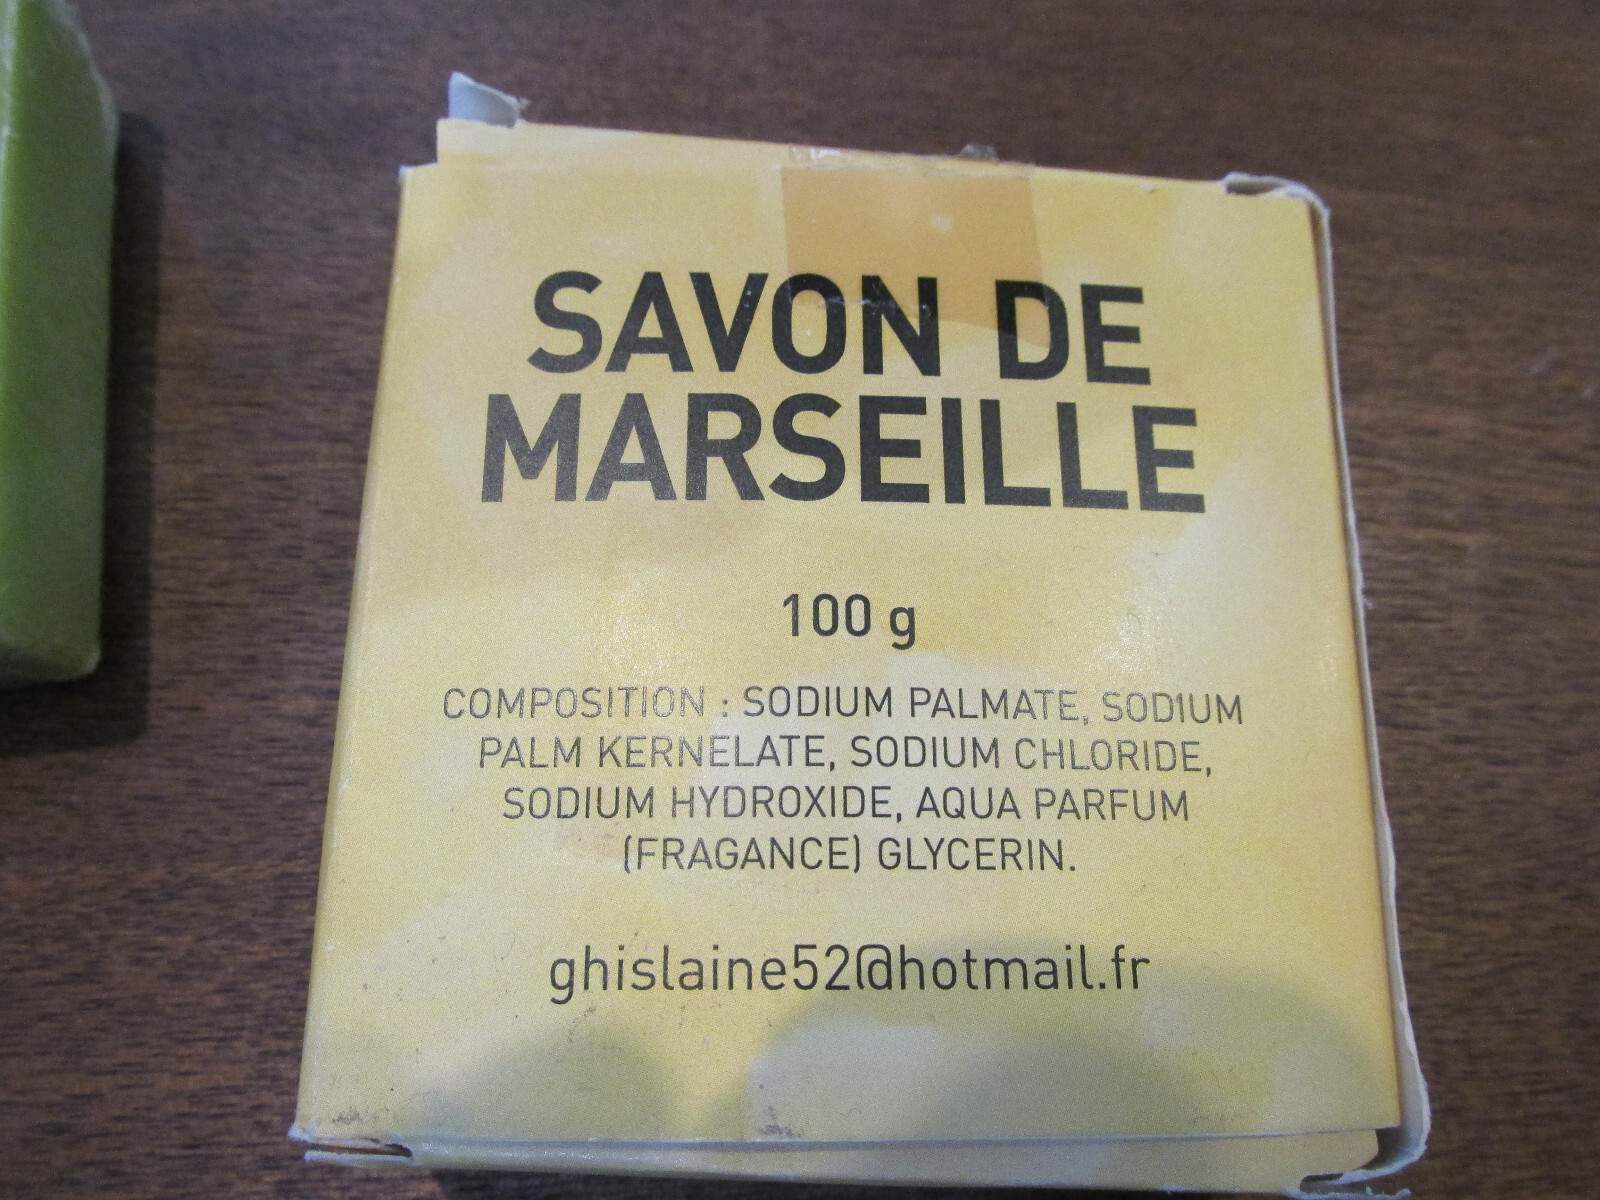 SAVON DE
MARSEILLE
100 g
COMPOSITION : SODIUM PALMATE, SODIUM
PALM KERNELATE, SODIUM CHLORIDE,
SODIUM HYDROXIDE, AQUA PARFUM
(FRAGANCE) GLYCERIN.
ghislaine52@hotmail.fr